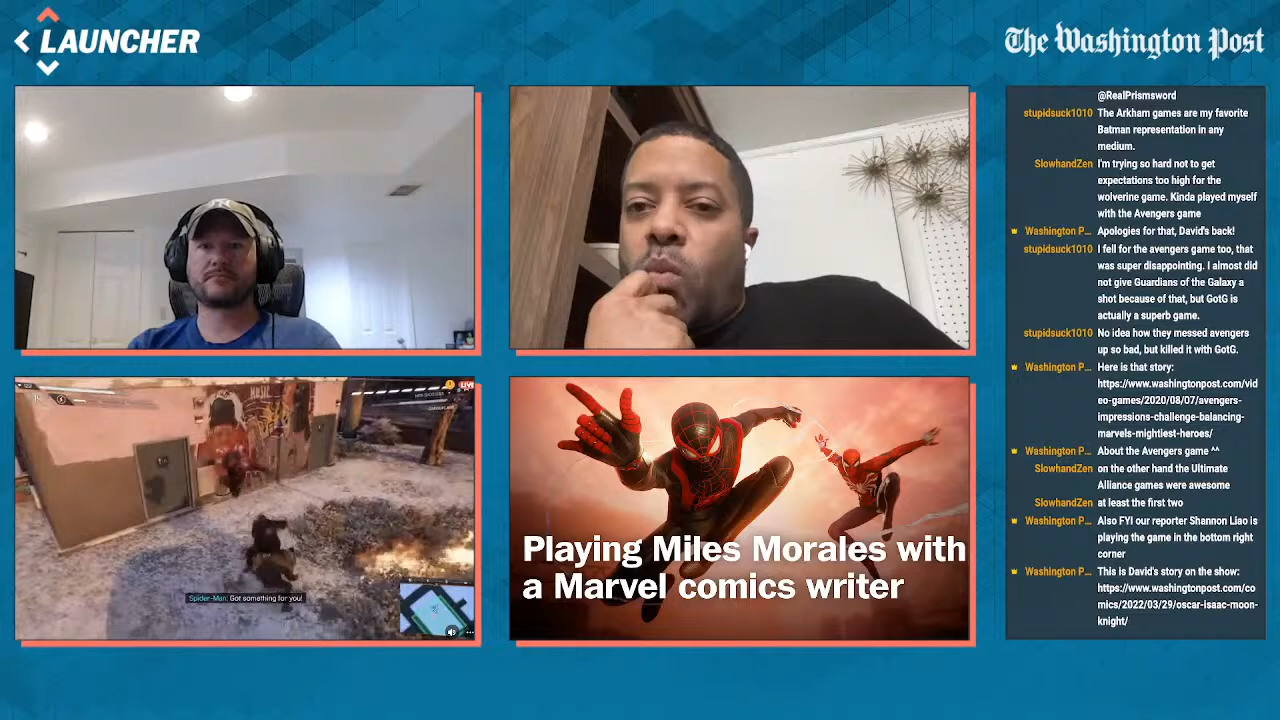 LAUNCHER
The Washington Post
@RealPrismsword
stupidsuck1010 The Arkham games are my favorite
Batman representation in any
medium.
SlowhandZen I'm trying so hard not to get
expectations too high for the
wolverine game. Kinda played myself
with the Avengers game
Washington P... Apologies for that, David's back!
stupidsuck1010 I fell for the avengers game too, that
was super disappointing. I almost did
not give Guardians of the Galaxy a
shot because of that, but GotG is
actually a superb game.
stupidsuck1010 No idea how they messed avengers
up so bad, but killed it with GotG.
Washington P... Here is that story:
https://www.washingtonpost.com/vid
eo-games/2020/08/07/avengers-
impressions-challenge-balancing-
marvels-mightiest-heroes/
Washington P... About the Avengers game ^^
SlowhandZen on the other hand the Ultimate
Alliance games were awesome
SlowhandZen at least the first two
Washington P... Also FYI our reporter Shannon Liao is
playing the game in the bottom right
corner
Washington P... This is David's story on the show:
https://www.washingtonpost.com/co
mics/2022/03/29/oscar-isaac-moon-
knight/
MUSIC
LIVE
Spider-Man: Got something for you!
Playing Miles Morales with
a Marvel comics writer